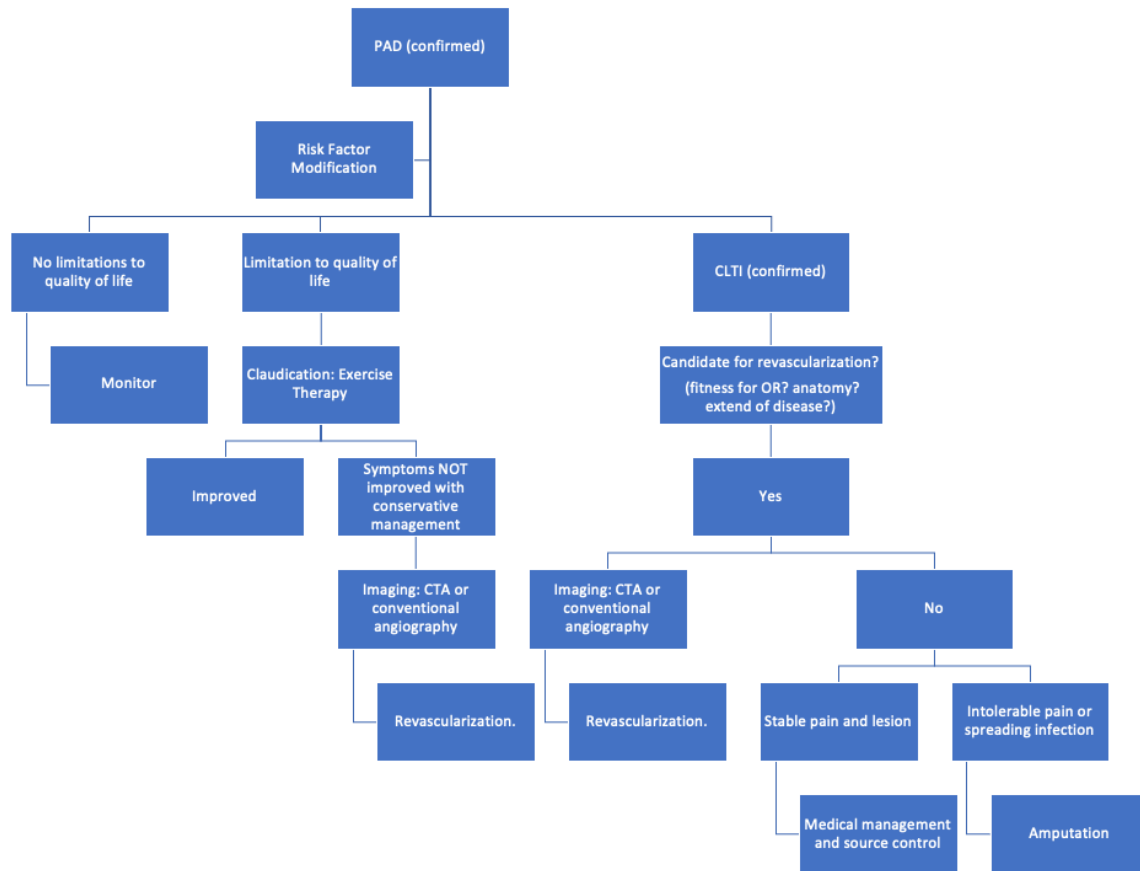 PAD (confirmed)
Risk Factor
Modification
No limitations to
quality of life
Limitation to quality of
life
CLTI (confirmed)
Monitor
Claudication: Exercise
Therapy
Candidate for revascularization?
(fitness for OR? anatomy?
extend of disease?)
Improved
Symptoms NOT
improved with
conservative
management
Yes
Imaging: CTA or
conventional
angiography
Imaging: CTA or
conventional
angiography
No
Revascularization.
Revascularization.
Stable pain and lesion
Intolerable pain or
spreading infection
Medical management
and source control
Amputation